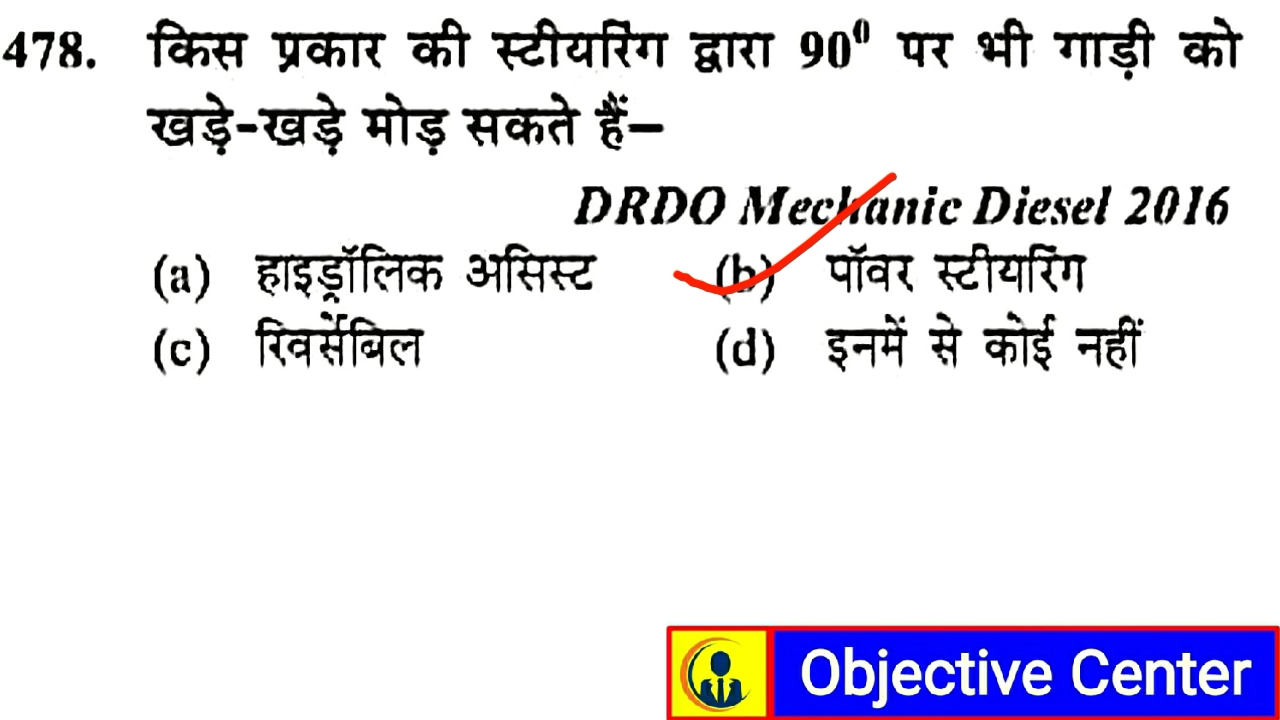 478. किस प्रकार की स्टीयरिंग द्वारा 90⁰ पर भी गाड़ी को
खड़े-खड़े मोड़ सकते हैं–
DRDO Mechanic Diesel 2016
(a) हाइड्रॉलिक असिस्ट (b) पॉवर स्टीयरिंग
(c) रिवर्सेबिल (d) इनमें से कोई नहीं
Objective Center